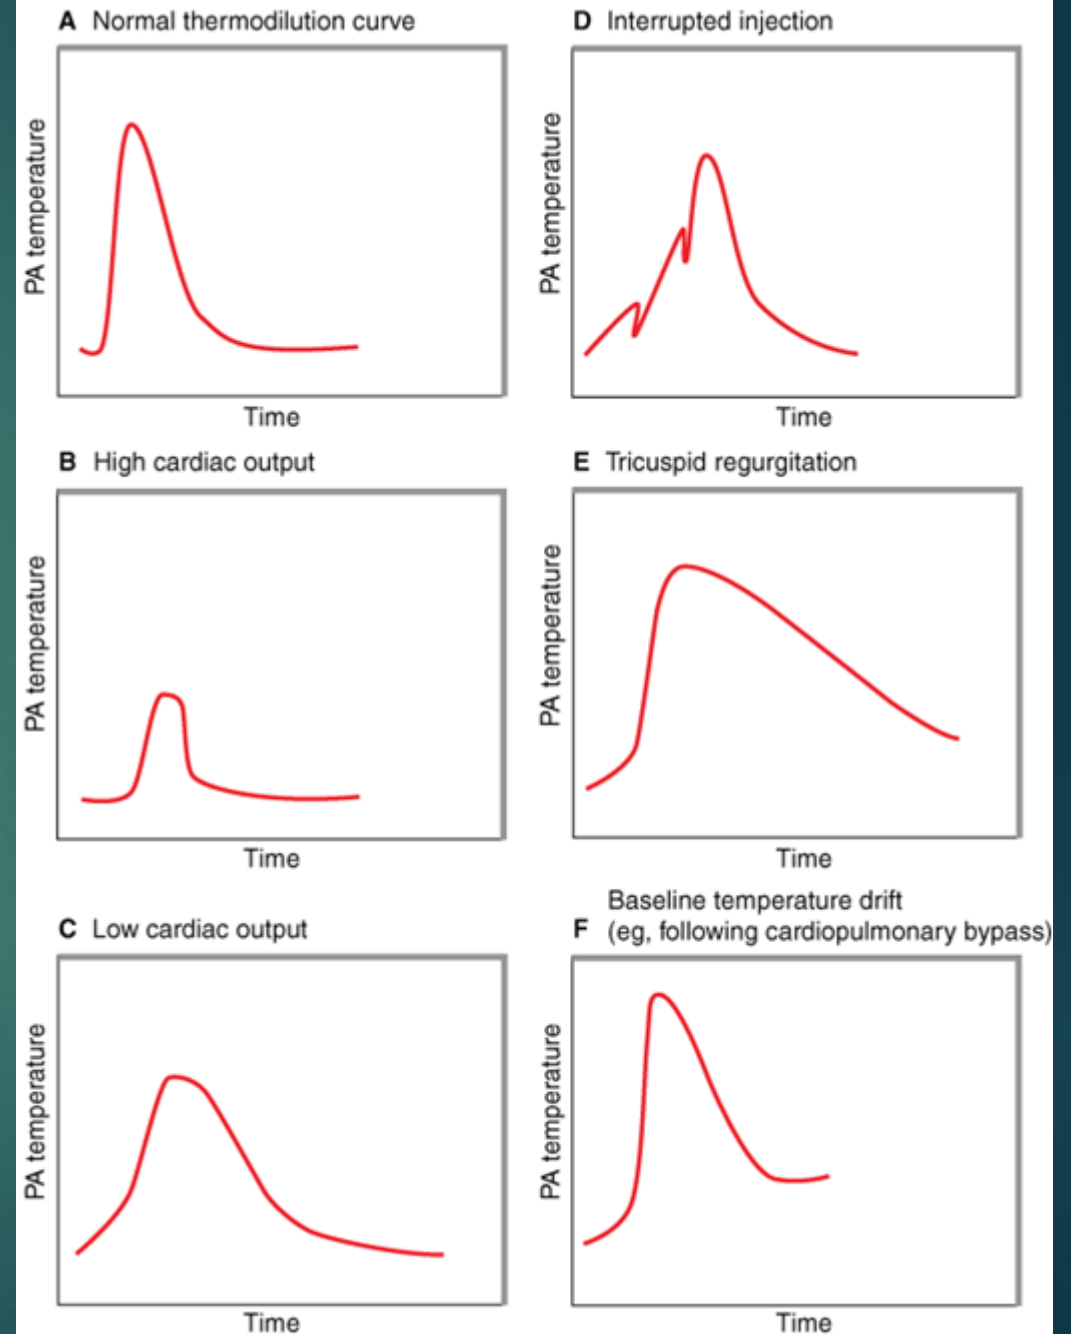 A Normal thermodilution curve
PA temperature
Time
B High cardiac output
PA temperature
Time
C Low cardiac output
PA temperature
Time
D Interrupted injection
PA temperature
Time
E Tricuspid regurgitation
PA temperature
Time
Baseline temperature drift
F (eg, following cardiopulmonary bypass)
PA temperature
Time